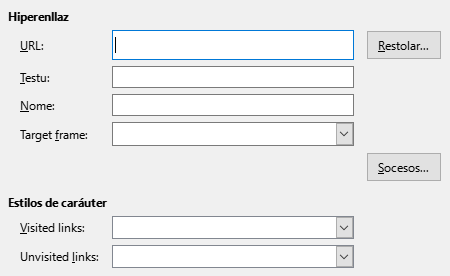 Hiperenllaz
URL:
Restolar...
Testu:
Nome:
Target frame:
Socesos...
Estilos de caráuter
Visited links:
Unvisited links: